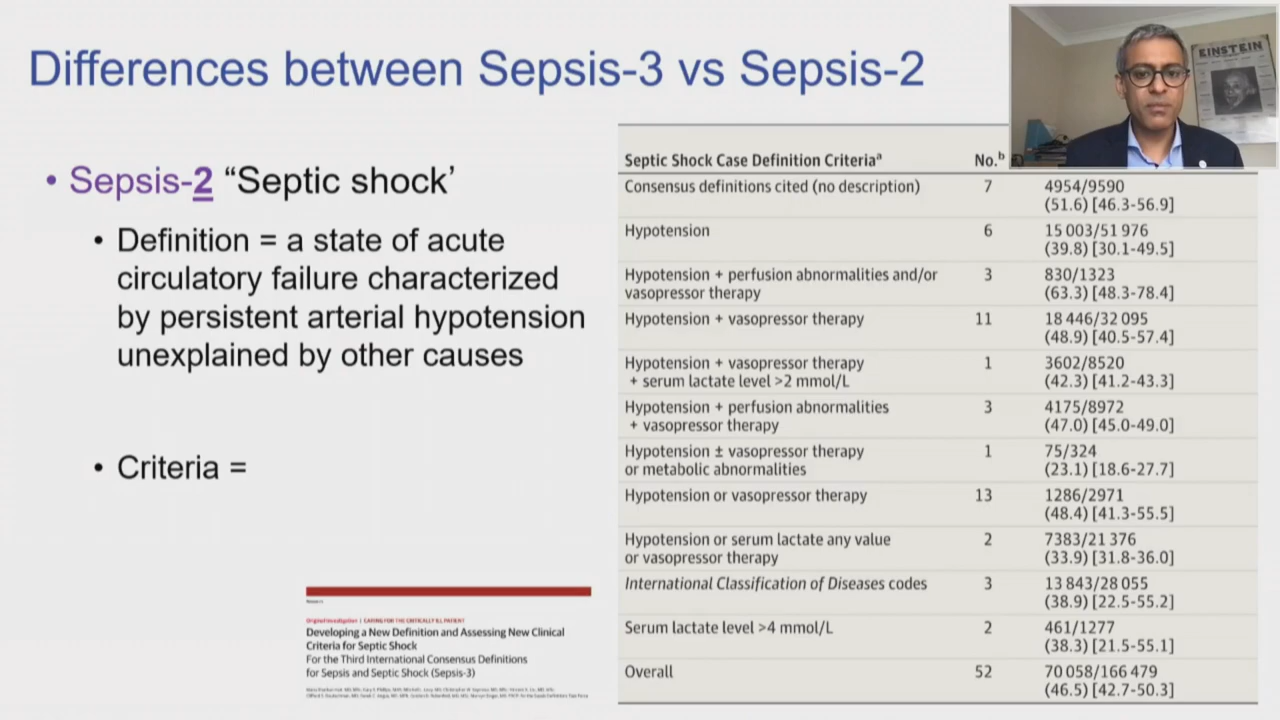 Differences between Sepsis-3 vs Sepsis-2
EINSTEIN
• Sepsis-2 “Septic shock’
• Definition = a state of acute
circulatory failure characterized
by persistent arterial hypotension
unexplained by other causes
• Criteria =
Septic Shock Case Definition Criteriaᵃ No.ᵇ
Consensus definitions cited (no description) 7 4954/9590
(51.6) [46.3-56.9]
Hypotension 6 15 003/51 976
(39.8) [30.1-49.5]
Hypotension + perfusion abnormalities and/or 3 830/1323
vasopressor therapy (63.3) [48.3-78.4]
Hypotension + vasopressor therapy 11 18 446/32 095
(48.9) [40.5-57.4]
Hypotension + vasopressor therapy 1 3602/8520
+ serum lactate level >2 mmol/L (42.3) [41.2-43.3]
Hypotension + perfusion abnormalities 3 4175/8972
+ vasopressor therapy (47.0) [45.0-49.0]
Hypotension ± vasopressor therapy 1 75/324
or metabolic abnormalities (23.1) [18.6-27.7]
Hypotension or vasopressor therapy 13 1286/2971
(48.4) [41.3-55.5]
Hypotension or serum lactate any value 2 7383/21 376
or vasopressor therapy (33.9) [31.8-36.0]
International Classification of Diseases codes 3 13 843/28 055
(38.9) [22.5-55.2]
Serum lactate level >4 mmol/L 2 461/1277
(38.3) [21.5-55.1]
Overall 52 70 058/166 479
(46.5) [42.7-50.3]
Research
Original Investigation | CARING FOR THE CRITICALLY ILL PATIENT
Developing a New Definition and Assessing New Clinical
Criteria for Septic Shock
For the Third International Consensus Definitions
for Sepsis and Septic Shock (Sepsis-3)